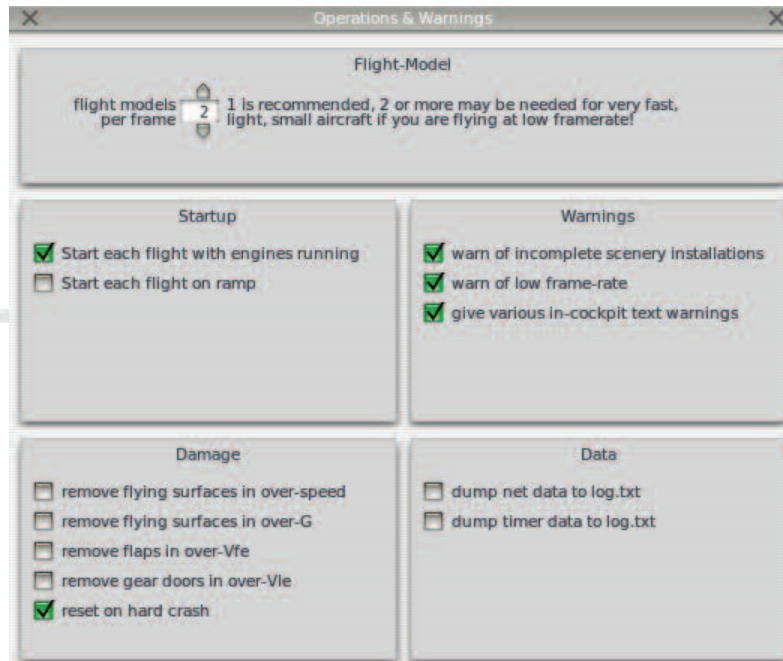 Operations & Warnings
Flight-Model
flight models per frame
2
1 is recommended, 2 or more may be needed for very fast,
light, small aircraft if you are flying at low framerate!
Startup
Start each flight with engines running
Start each flight on ramp
Warnings
warn of incomplete scenery installations
warn of low frame-rate
give various in-cockpit text warnings
Damage
remove flying surfaces in over-speed
remove flying surfaces in over-G
remove flaps in over-Vfe
remove gear doors in over-Vle
reset on hard crash
Data
dump net data to log.txt
dump timer data to log.txt